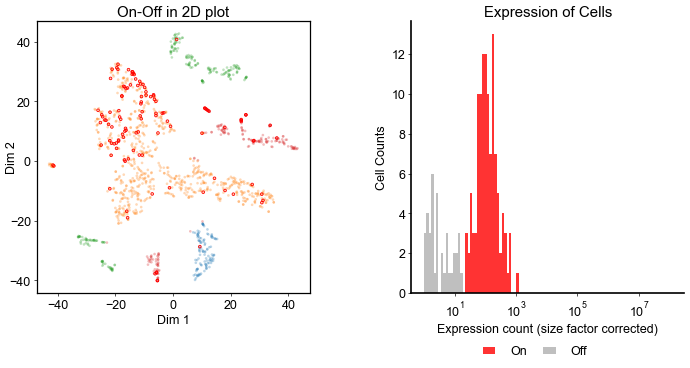 On-Off in 2D plot
Expression of Cells
40
20
0
−20
−40
Dim 2
−40 −20 0 20 40
Dim 1
12
10
8
6
4
2
0
Cell Counts
10^1 10^3 10^5 10^7
Expression count (size factor corrected)
On Off